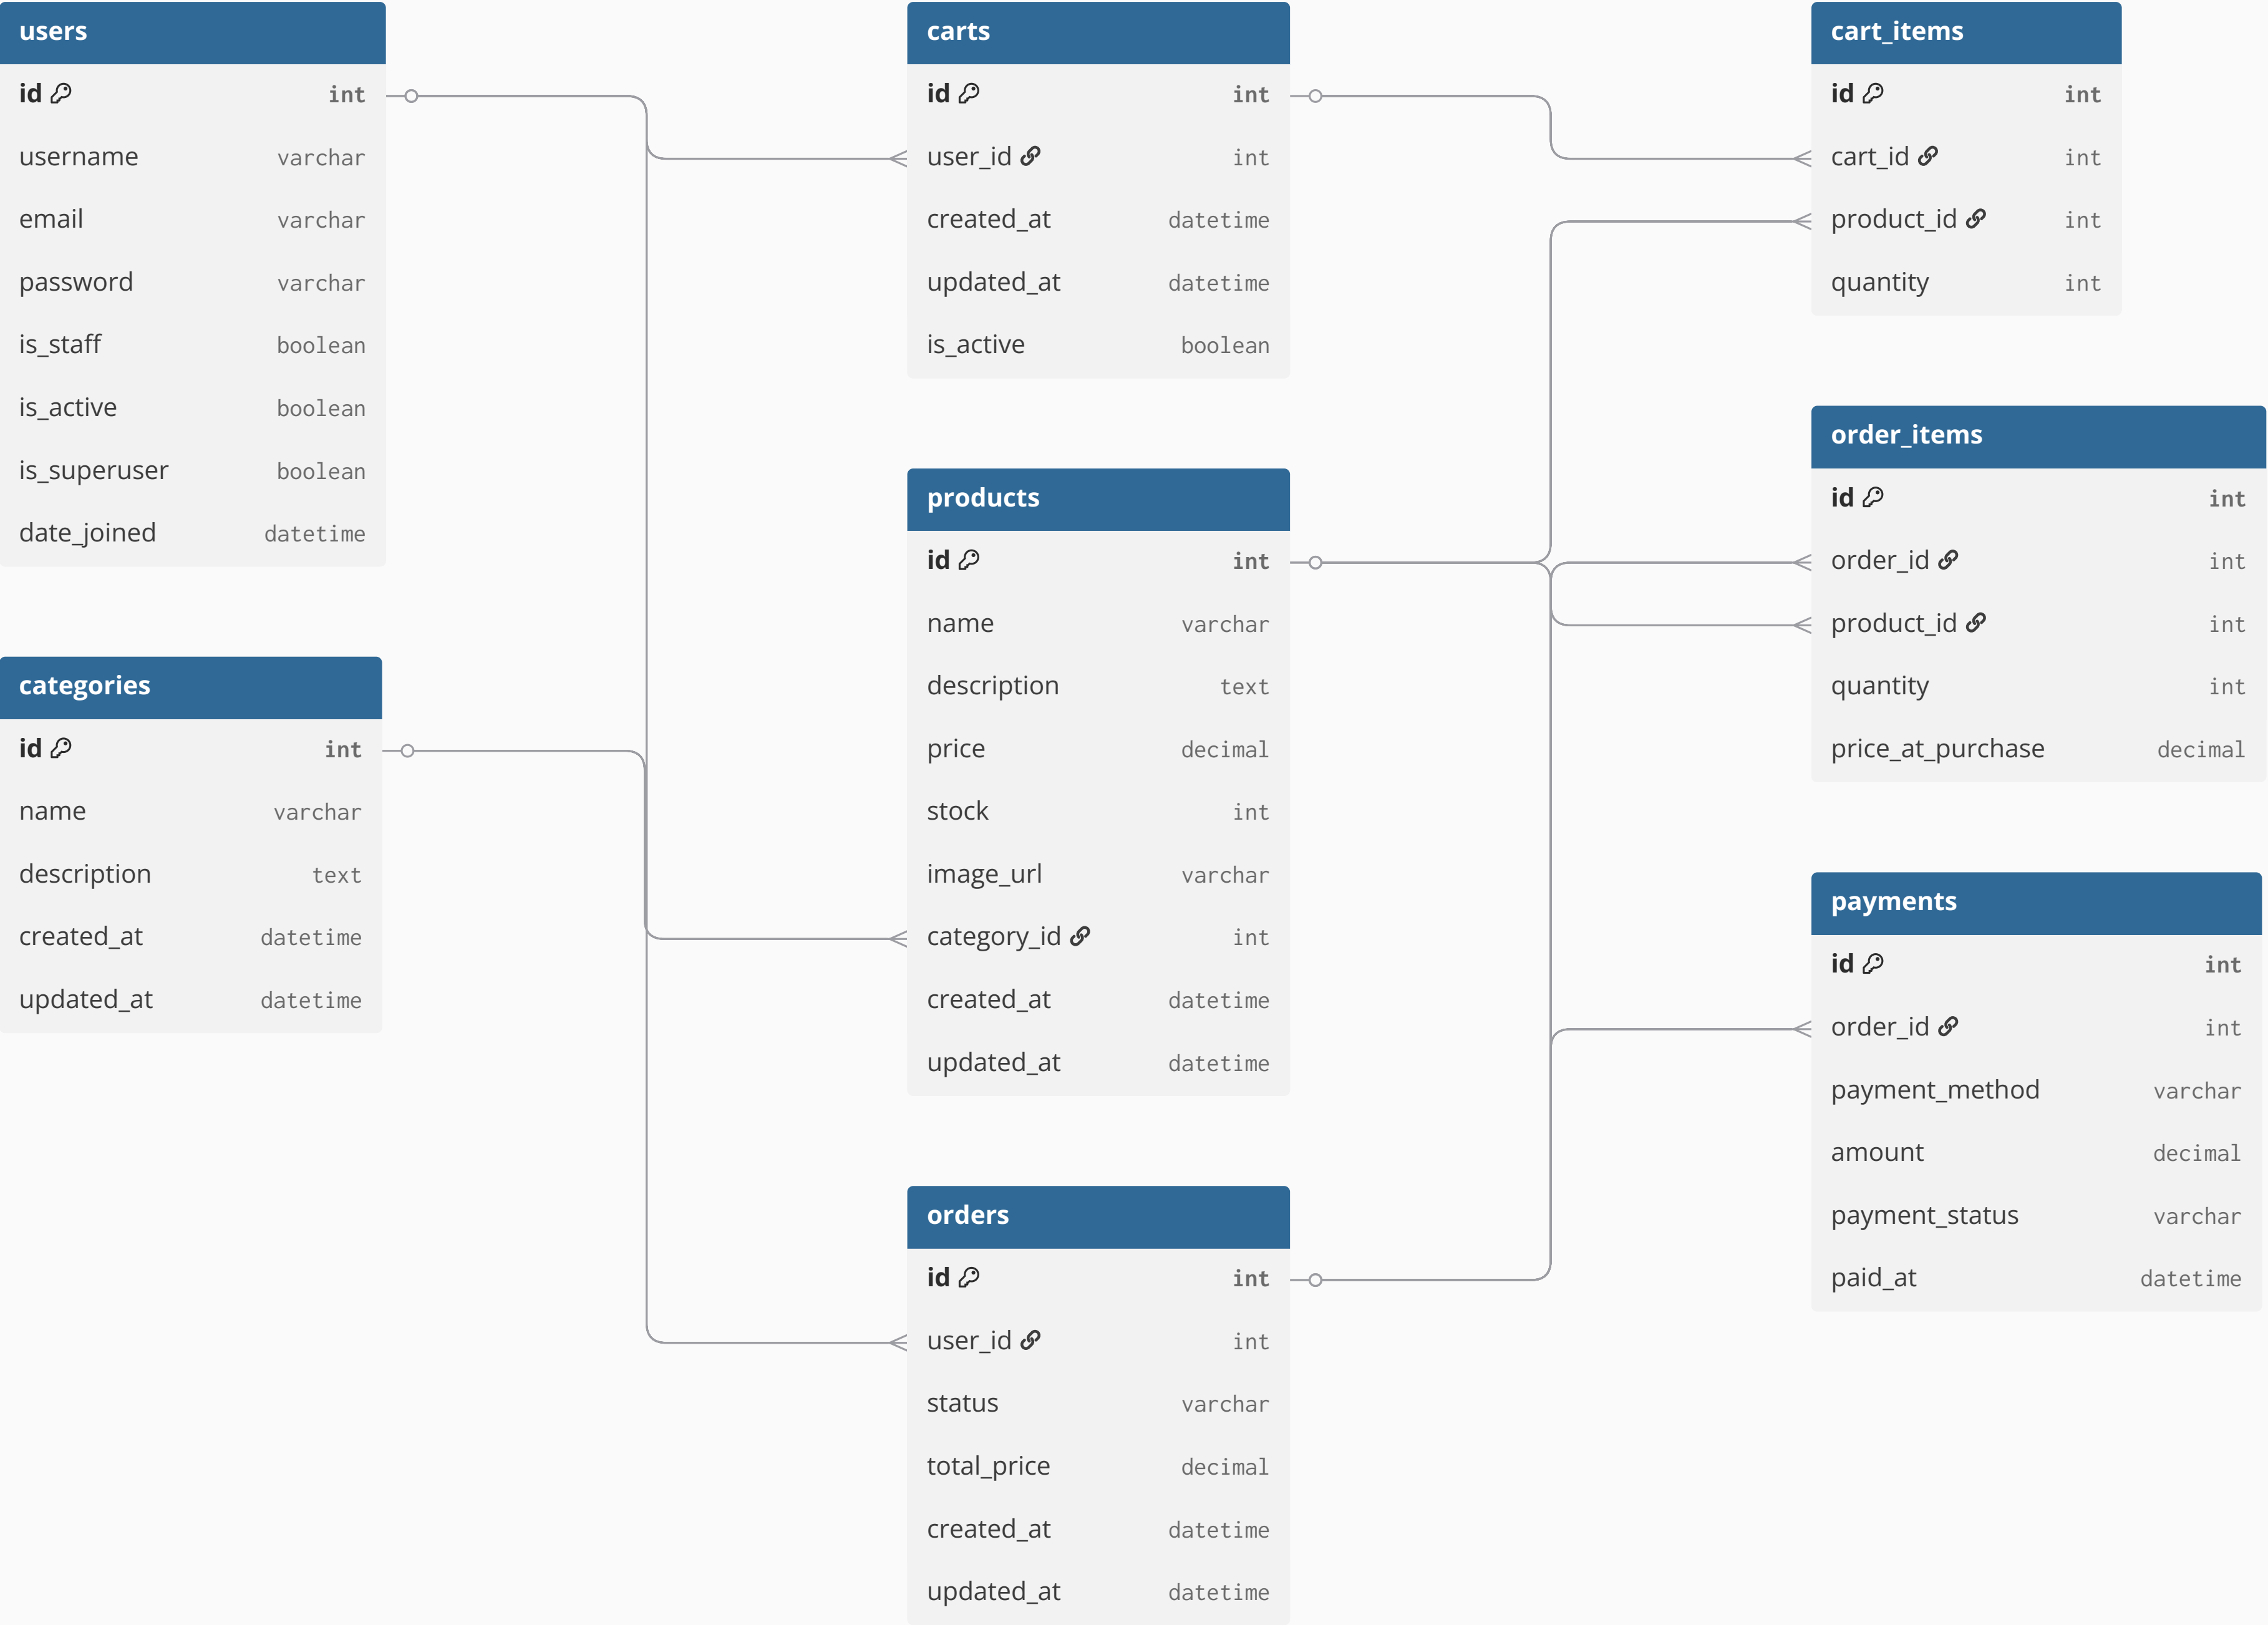 users
id int
username varchar
email varchar
password varchar
is_staff boolean
is_active boolean
is_superuser boolean
date_joined datetime
categories
id int
name varchar
description text
created_at datetime
updated_at datetime
carts
id int
user_id int
created_at datetime
updated_at datetime
is_active boolean
products
id int
name varchar
description text
price decimal
stock int
image_url varchar
category_id int
created_at datetime
updated_at datetime
orders
id int
user_id int
status varchar
total_price decimal
created_at datetime
updated_at datetime
cart_items
id int
cart_id int
product_id int
quantity int
order_items
id int
order_id int
product_id int
quantity int
price_at_purchase decimal
payments
id int
order_id int
payment_method varchar
amount decimal
payment_status varchar
paid_at datetime